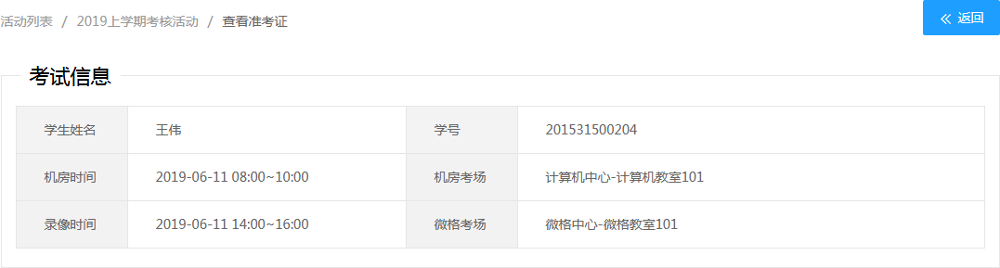 活动列表 / 2019上学期考核活动 / 查看准考证 返回
考试信息
学生姓名 王伟 学号 201531500204
机房时间 2019-06-11 08:00~10:00 机房考场 计算机中心-计算机教室101
录像时间 2019-06-11 14:00~16:00 微格考场 微格中心-微格教室101